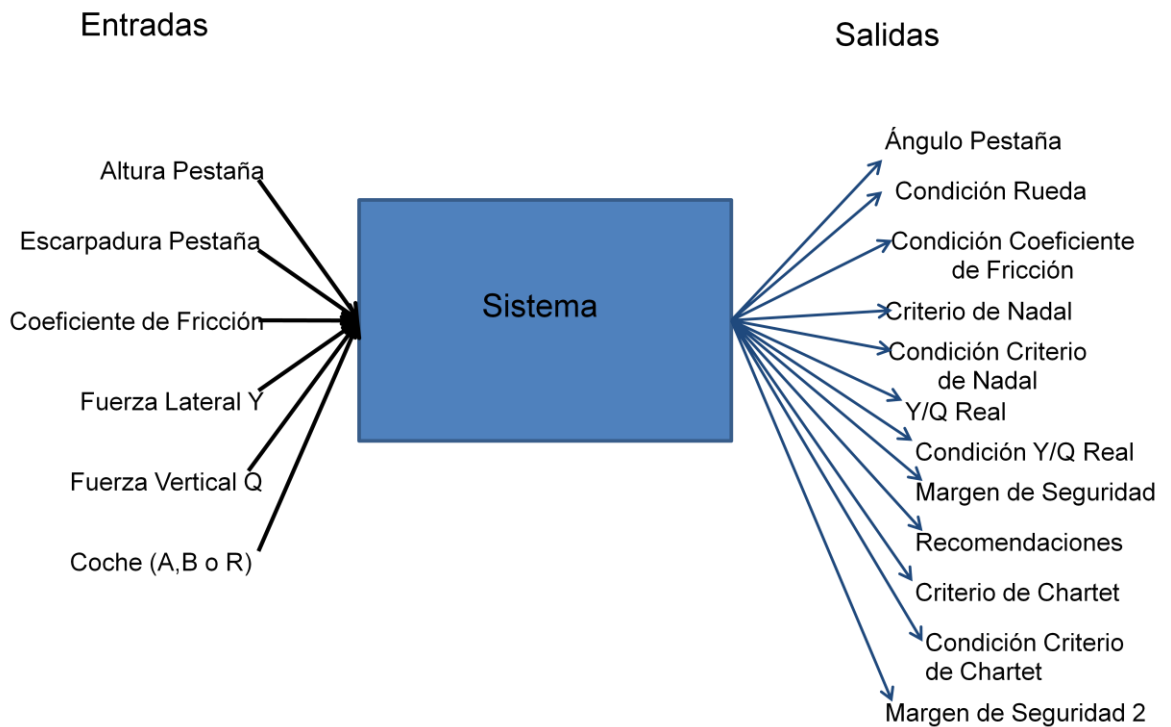 Entradas
Salidas
Altura Pestaña
Escarpadura Pestaña
Coeficiente de Fricción
Fuerza Lateral Y
Fuerza Vertical Q
Coche (A,B o R)
Sistema
Ángulo Pestaña
Condición Rueda
Condición Coeficiente
de Fricción
Criterio de Nadal
Condición Criterio
de Nadal
Y/Q Real
Condición Y/Q Real
Margen de Seguridad
Recomendaciones
Criterio de Chartet
Condición Criterio
de Chartet
Margen de Seguridad 2